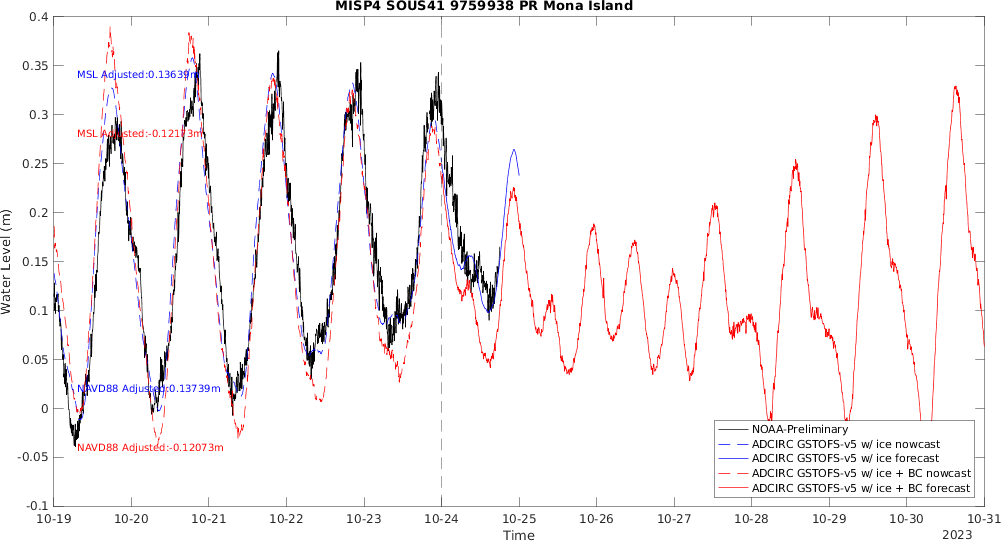 MISP4 SOUS41 9759938 PR Mona Island
0.4
0.35
0.3
0.25
0.2
0.15
0.1
0.05
0
-0.05
-0.1
Water Level (m)
MSL Adjusted:0.13639m
MSL Adjusted:-0.12173m
NAVD88 Adjusted:0.13739m
NAVD88 Adjusted:-0.12073m
NOAA-Preliminary
ADCIRC GSTOFS-v5 w/ ice nowcast
ADCIRC GSTOFS-v5 w/ ice forecast
ADCIRC GSTOFS-v5 w/ ice + BC nowcast
ADCIRC GSTOFS-v5 w/ ice + BC forecast
10-19 10-20 10-21 10-22 10-23 10-24 10-25 10-26 10-27 10-28 10-29 10-30 10-31
Time
2023